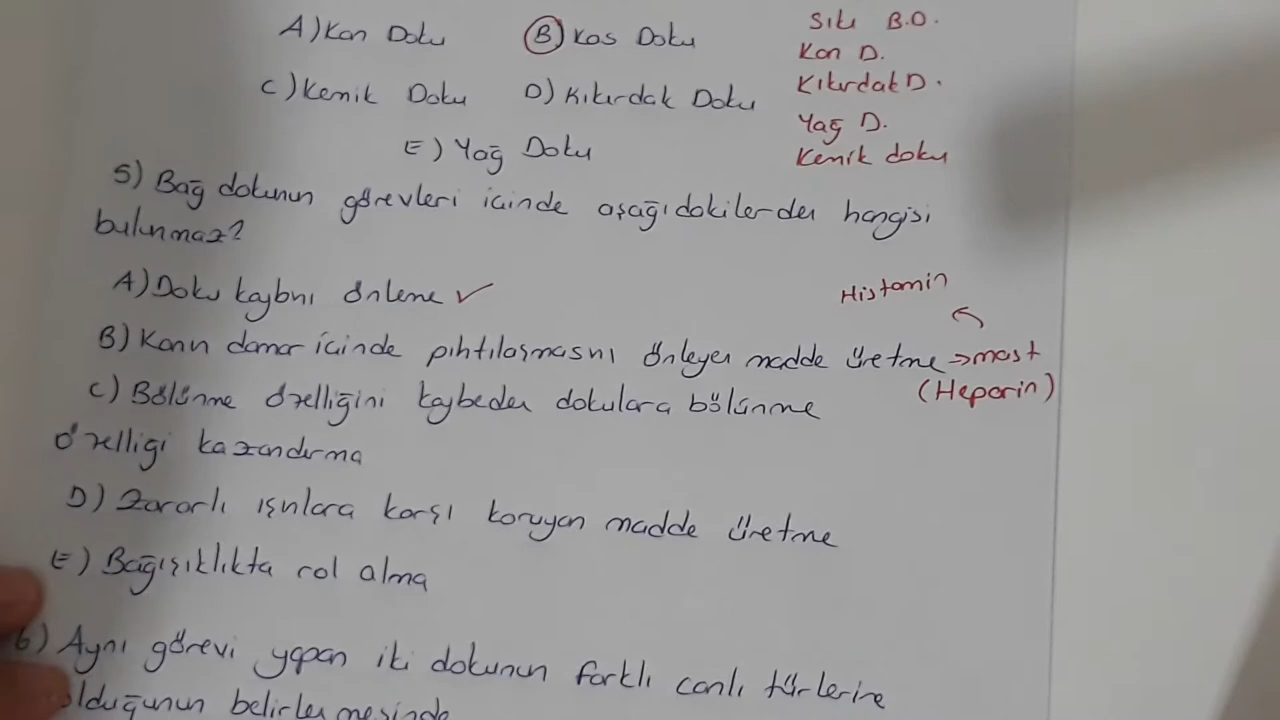 A) Kan Doku B) Kas Doku
C) Kemik Doku D) Kıkırdak Doku
E) Yağ Doku
Sıkı B.D.
Kan D.
Kıkırdak D.
Yağ D.
Kemik doku
5) Bağ dokunun görevleri içinde aşağıdakilerden hangisi
bulunmaz?
A) Doku kaybını önleme ✓
Histamin
B) Kanın damar içinde pıhtılaşmasını önleyen madde üretme → mast
(Heparin)
C) Bölünme özelliğini kaybeden dokulara bölünme
özelligi kazandırma
D) Zararlı ışınlara karşı koruyan madde üretme
E) Bağışıklıkta rol alma
6) Aynı görevi yapan iki dokunun farklı canlı türlerine
olduğunun belirlenmesinde